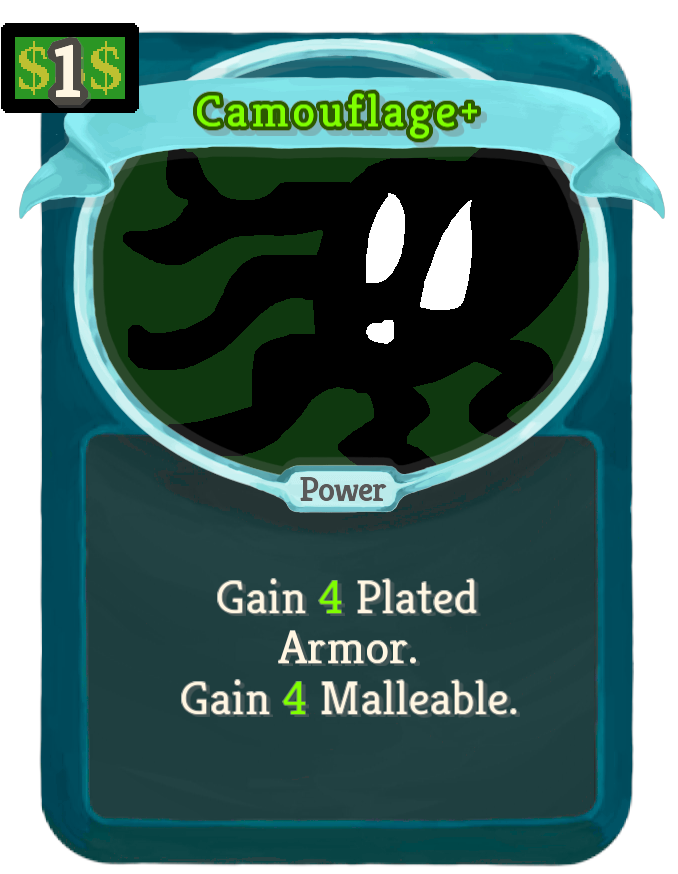 $1$
Camouflage+
Power
Gain 4 Plated
Armor.
Gain 4 Malleable.